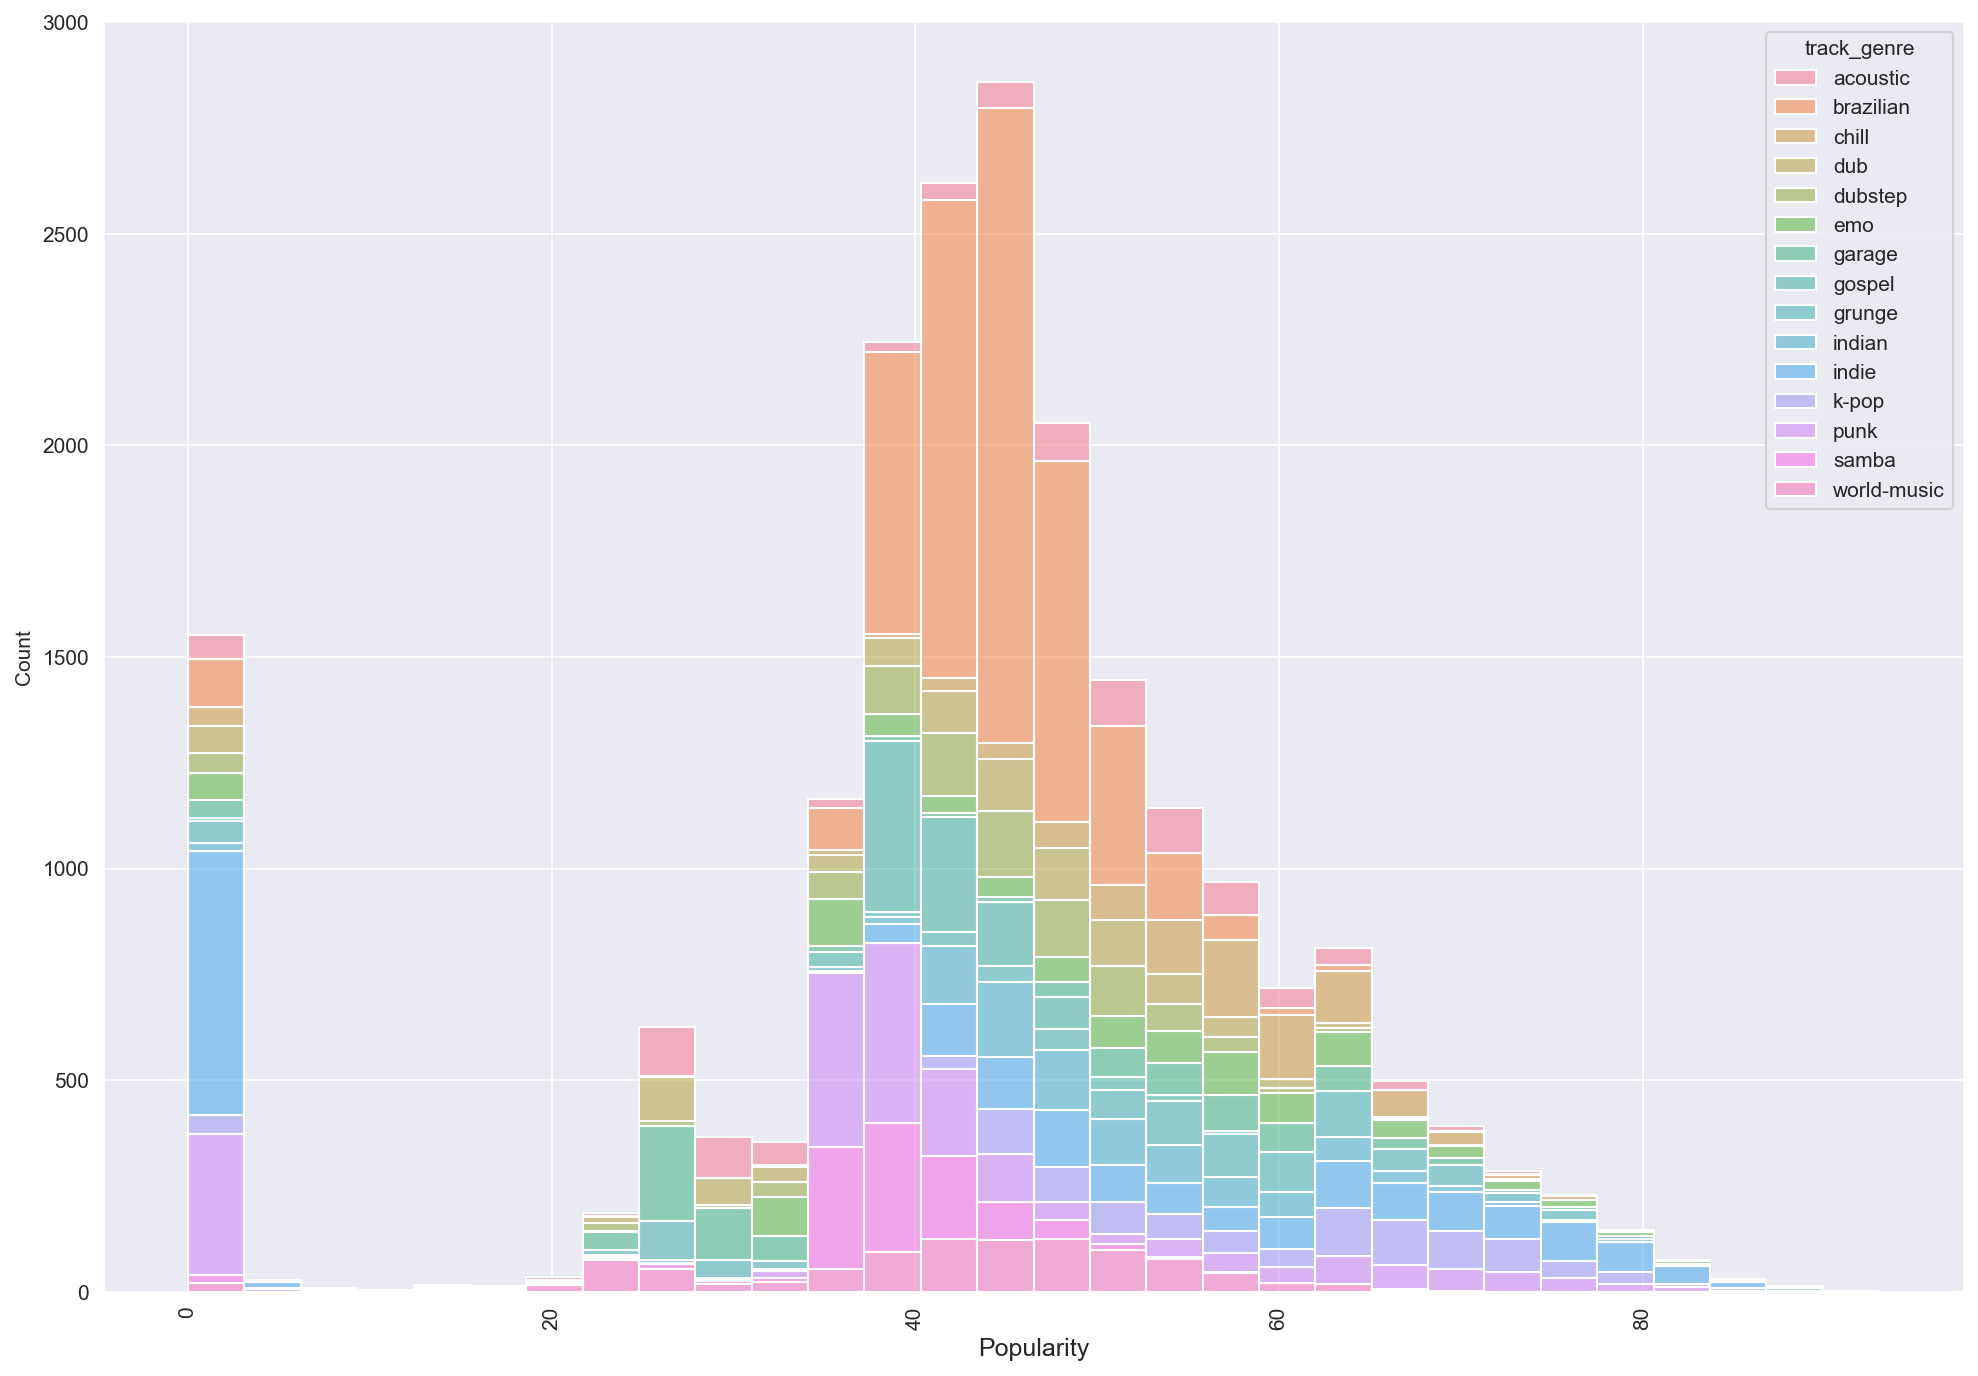 3000
2500
2000
1500
1000
500
0
Count
track_genre
acoustic
brazilian
chill
dub
dubstep
emo
garage
gospel
grunge
indian
indie
k-pop
punk
samba
world-music
0
20
40
60
80
Popularity